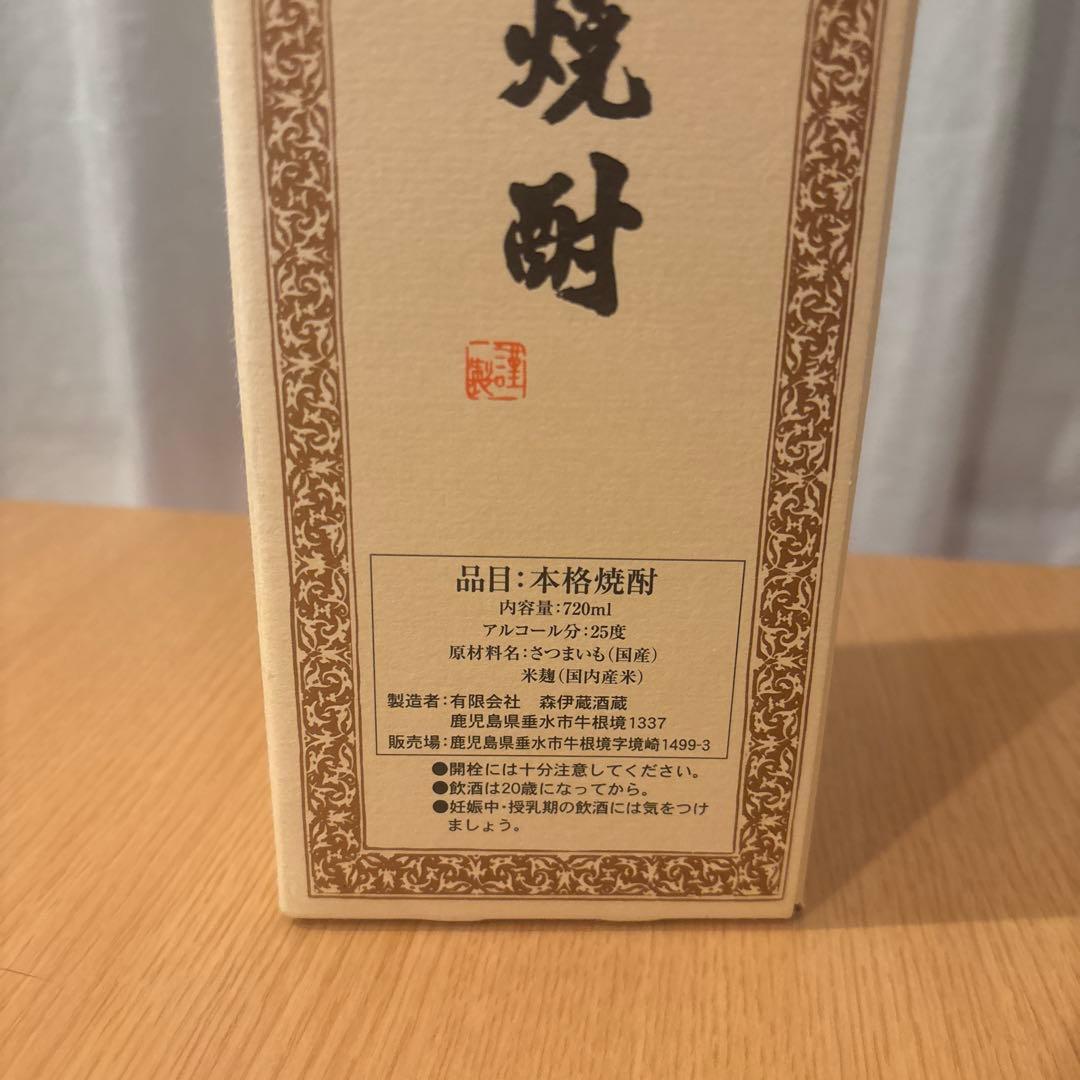 焼酎
謹製
品目：本格焼酎
内容量：720ml
アルコール分：25度
原材料名：さつまいも（国産）
米麹（国内産米）
製造者：有限会社　森伊蔵酒蔵
鹿児島県垂水市牛根境1337
販売場：鹿児島県垂水市牛根境字境崎1499-3
●開栓には十分注意してください。
●飲酒は20歳になってから。
●妊娠中・授乳期の飲酒には気をつけ
ましょう。